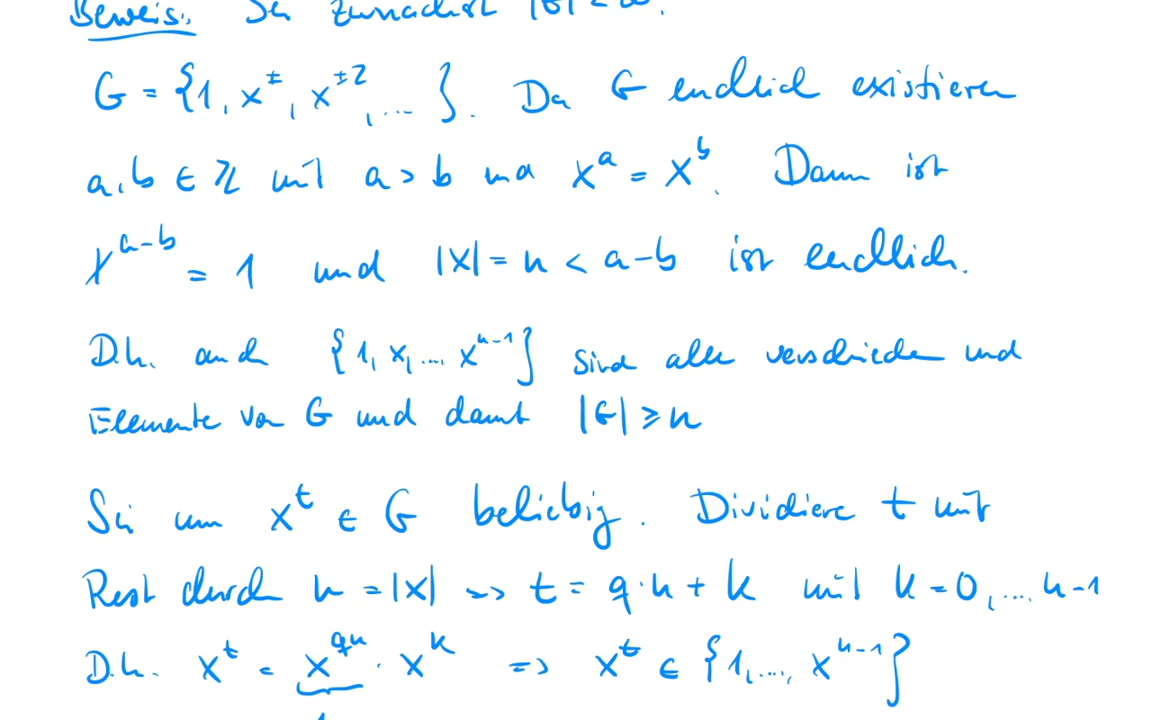 Beweis: Sei zunächst |G| < ∞.
G = {1, x^±, x^±2, ...}. Da G endlich existieren
a, b ∈ ℤ mit a > b und x^a = x^b. Dann ist
x^{a-b} = 1 und |x| = n < a-b ist endlich.
D.h. auch {1, x, ... x^{n-1}} sind alle verschieden und
Elemente von G und damit |G| ≥ n
Sei nun x^t ∈ G beliebig. Dividiere t mit
Rest durch n = |x| ⇝ t = q·n + k mit k = 0, ... n-1
D.h. x^t = x^{qn} · x^k ⇒ x^t ∈ {1, ..., x^{n-1}}